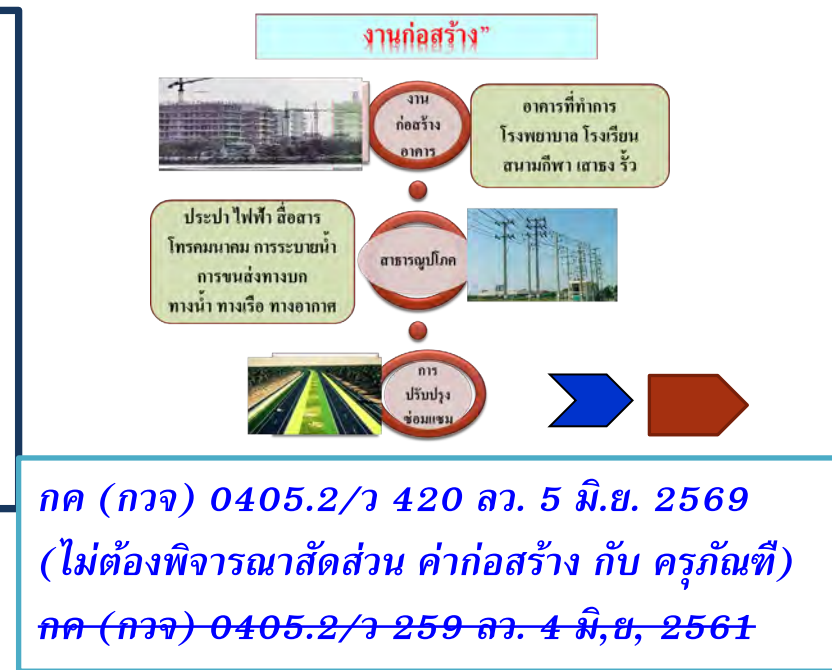 งานก่อสร้าง”
งาน
ก่อสร้าง
อาคาร
อาคารที่ทำการ
โรงพยาบาล โรงเรียน
สนามกีฬา เสาธง รั้ว
ประปา ไฟฟ้า สื่อสาร
โทรคมนาคม การระบายน้ำ
การขนส่งทางบก
ทางน้ำ ทางเรือ ทางอากาศ
สาธารณูปโภค
การ
ปรับปรุง
ซ่อมแซม
กค (กวจ) 0405.2/ว 420 ลว. 5 มิ.ย. 2569
(ไม่ต้องพิจารณาสัดส่วน ค่าก่อสร้าง กับ ครุภัณฑ์)
กค (กวจ) 0405.2/ว 259 ลว. 4 มิ,ย, 2561